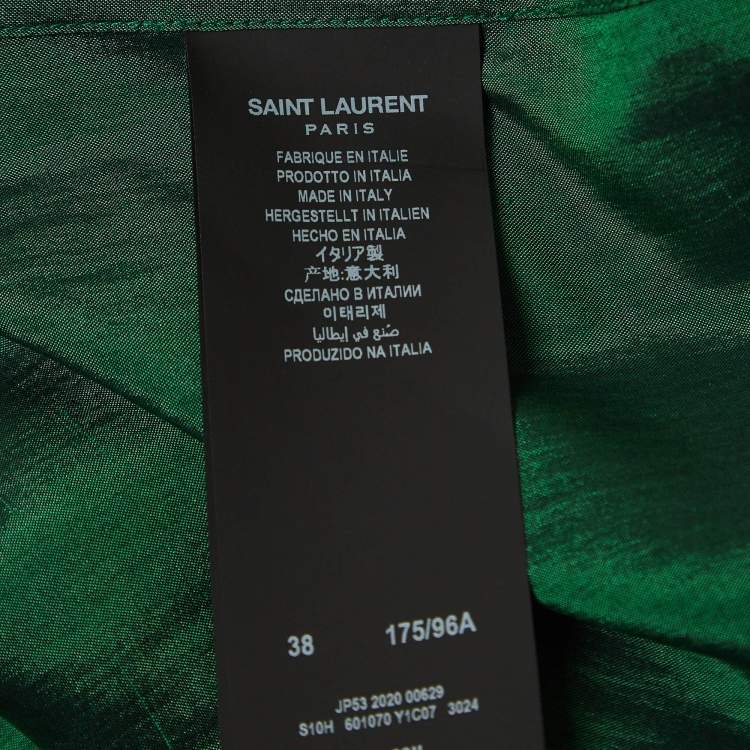 SAINT LAURENT
PARIS
FABRIQUE EN ITALIE
PRODOTTO IN ITALIA
MADE IN ITALY
HERGESTELLT IN ITALIEN
HECHO EN ITALIA
イタリア製
产地:意大利
СДЕЛАНО В ИТАЛИИ
이태리제
صنع في إيطاليا
PRODUZIDO NA ITALIA
38 175/96A
JP53 2020 00629
S10H 601070 Y1C07 3024